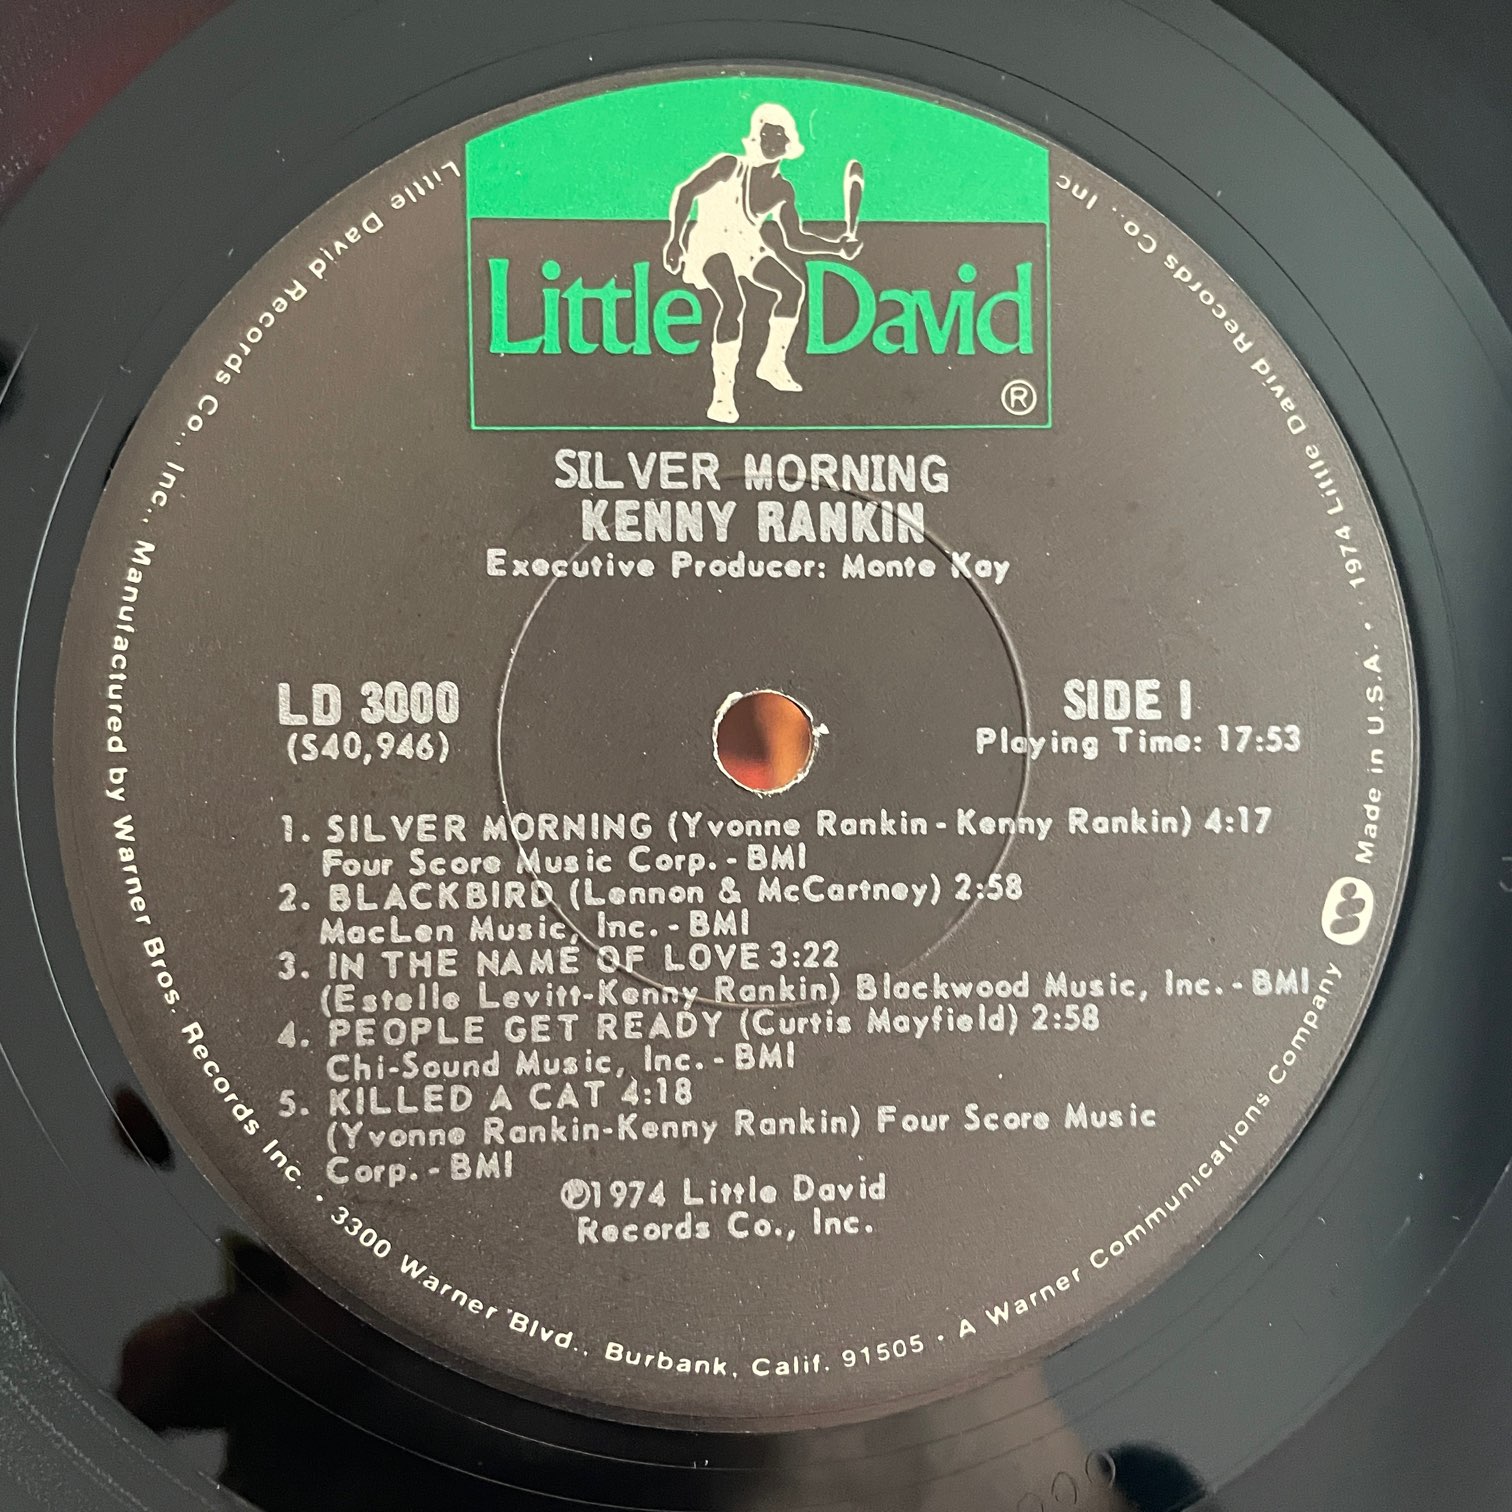 Little David
®
SILVER MORNING
KENNY RANKIN
Executive Producer: Monte Kay
LD 3000
(S40,946)
SIDE I
Playing Time: 17:53
1. SILVER MORNING (Yvonne Rankin-Kenny Rankin) 4:17
Four Score Music Corp.-BMI
2. BLACKBIRD (Lennon & McCartney) 2:58
MacLen Music, Inc.-BMI
3. IN THE NAME OF LOVE 3:22
(Estelle Levitt-Kenny Rankin) Blackwood Music, Inc.-BMI
4. PEOPLE GET READY (Curtis Mayfield) 2:58
Chi-Sound Music, Inc.-BMI
5. KILLED A CAT 4:18
(Yvonne Rankin-Kenny Rankin) Four Score Music
Corp.-BMI
℗1974 Little David
Records Co., Inc.
Little David Records Co., Inc., Manufactured by Warner Bros. Records Inc. • 3300 Warner Blvd., Burbank, Calif. 91505 • A Warner Communications Company Made in U.S.A. • 1974 Little David Records Co., Inc